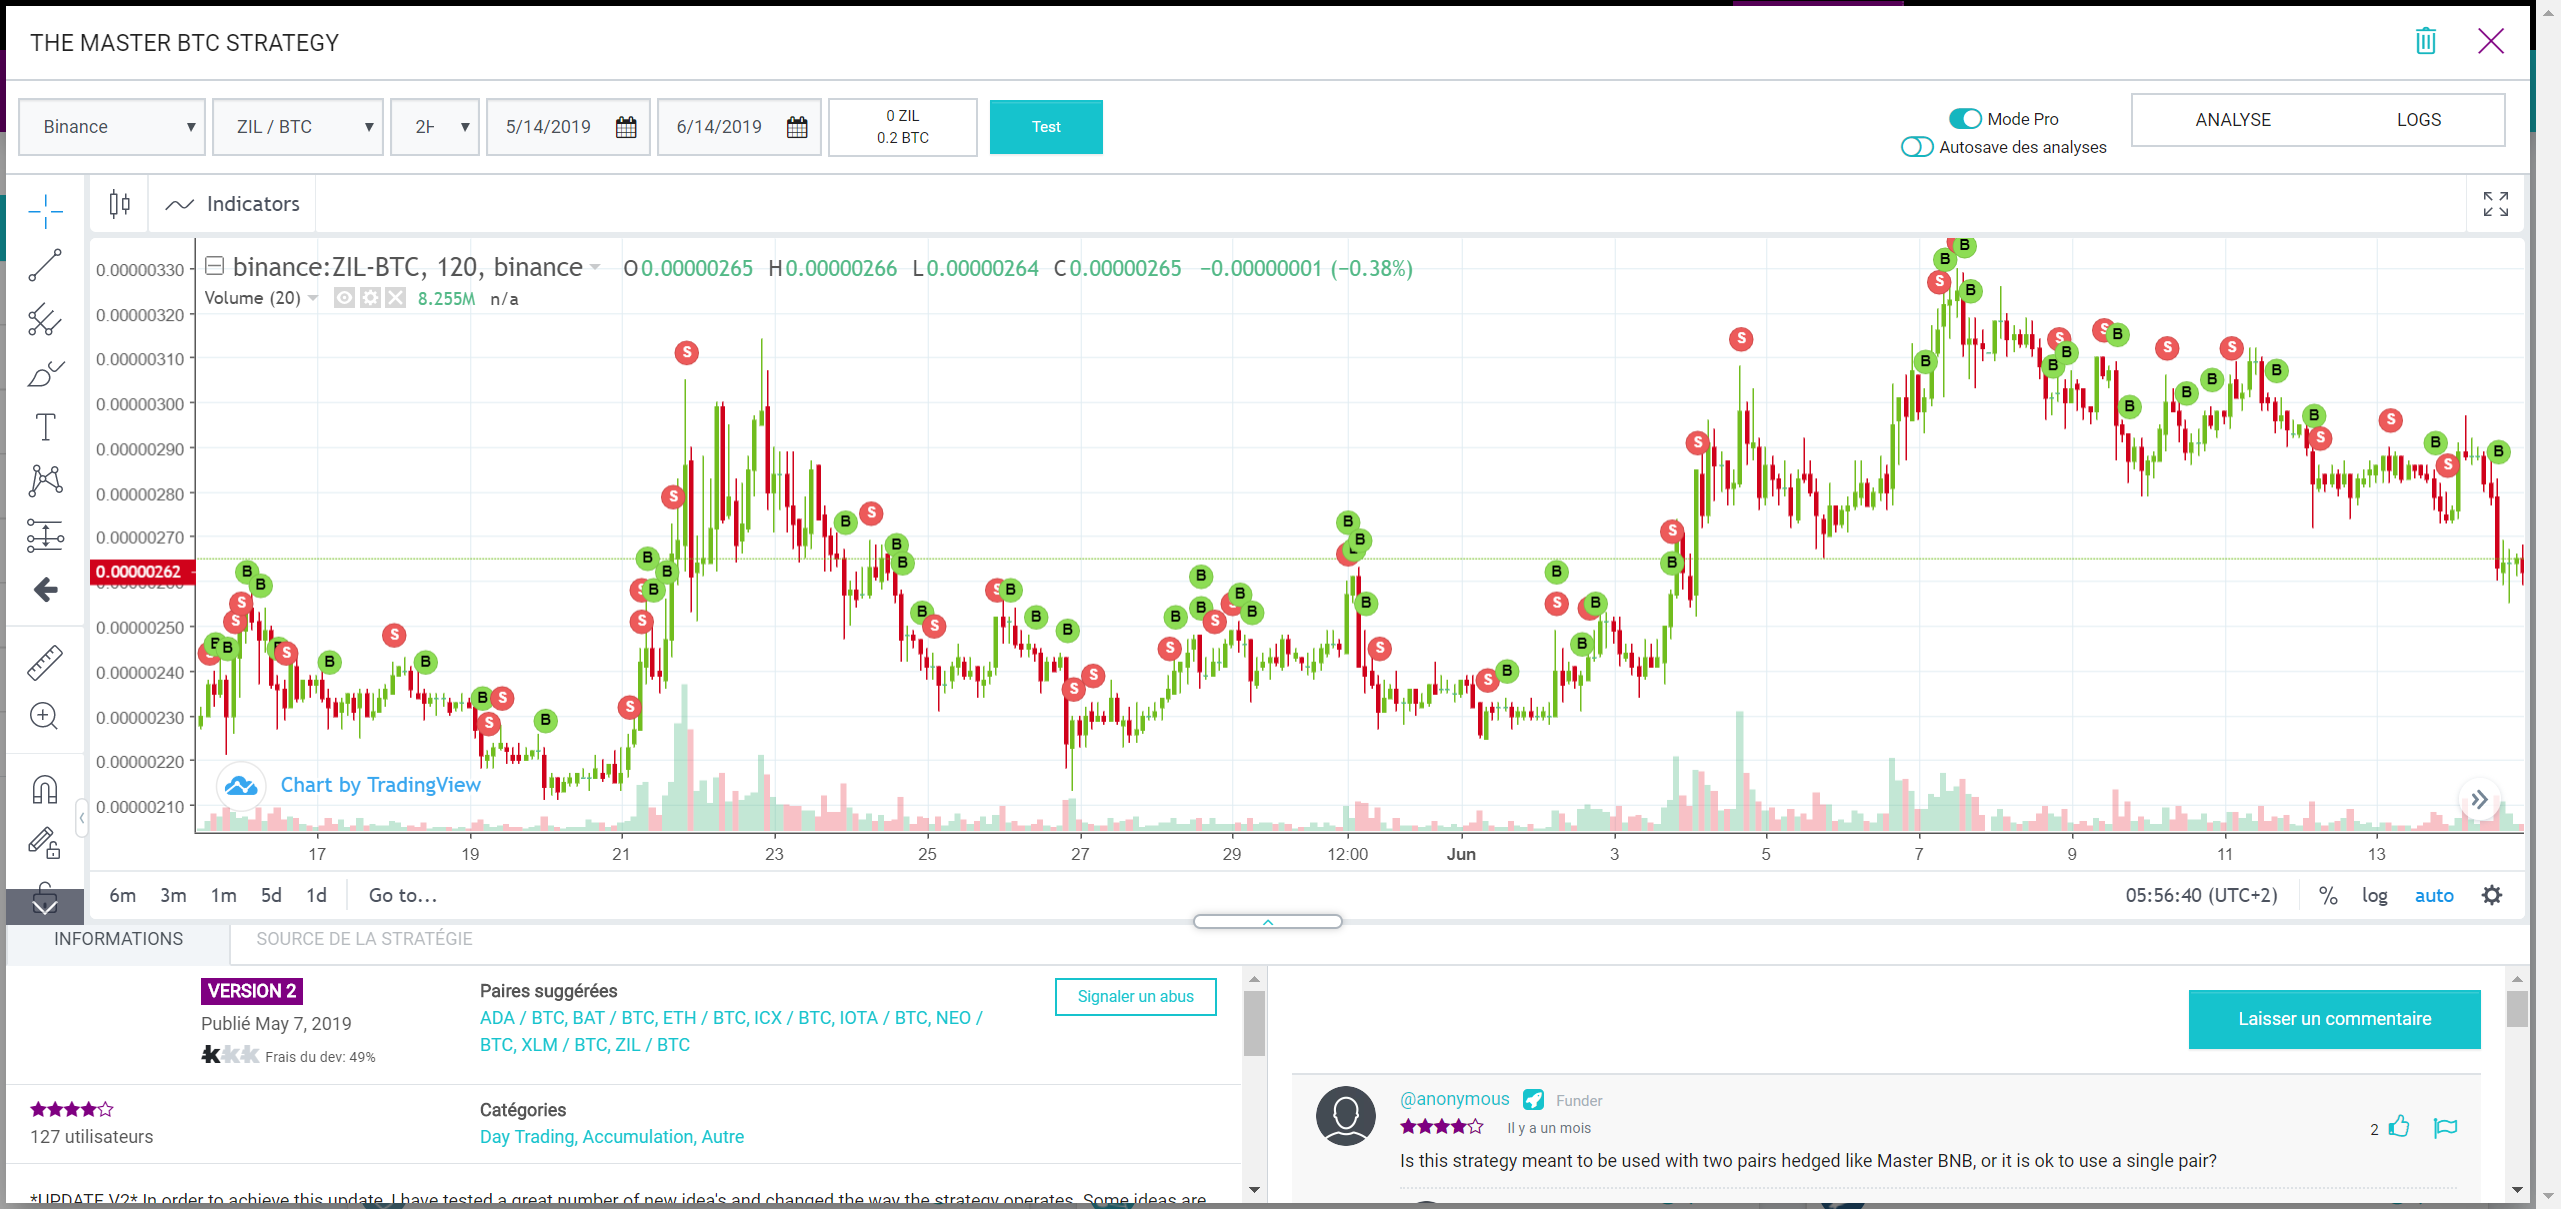 THE MASTER BTC STRATEGY
Binance ZIL / BTC 2H 5/14/2019 6/14/2019 0 ZIL
0.2 BTC Test
Mode Pro
Autosave des analyses
ANALYSE LOGS
Indicators
binance:ZIL-BTC, 120, binance O0.00000265 H0.00000266 L0.00000264 C0.00000265 −0.00000001 (−0.38%)
Volume (20) 8.255M n/a
0.00000330
0.00000320
0.00000310
0.00000300
0.00000290
0.00000280
0.00000270
0.00000262
0.00000250
0.00000240
0.00000230
0.00000220
0.00000210
Chart by TradingView
17 19 21 23 25 27 29 12:00 Jun 3 5 7 9 11 13
6m 3m 1m 5d 1d Go to... 05:56:40 (UTC+2) % log auto
INFORMATIONS SOURCE DE LA STRATÉGIE
VERSION 2
Publié May 7, 2019
Frais du dev: 49%
Paires suggérées
ADA / BTC, BAT / BTC, ETH / BTC, ICX / BTC, IOTA / BTC, NEO /
BTC, XLM / BTC, ZIL / BTC
Signaler un abus
127 utilisateurs
Catégories
Day Trading, Accumulation, Autre
*UPDATE V2* In order to achieve this update, I have tested a great number of new idea's and changed the way the strategy operates. Some ideas are
Laisser un commentaire
@anonymous Funder
Il y a un mois
2
Is this strategy meant to be used with two pairs hedged like Master BNB, or it is ok to use a single pair?